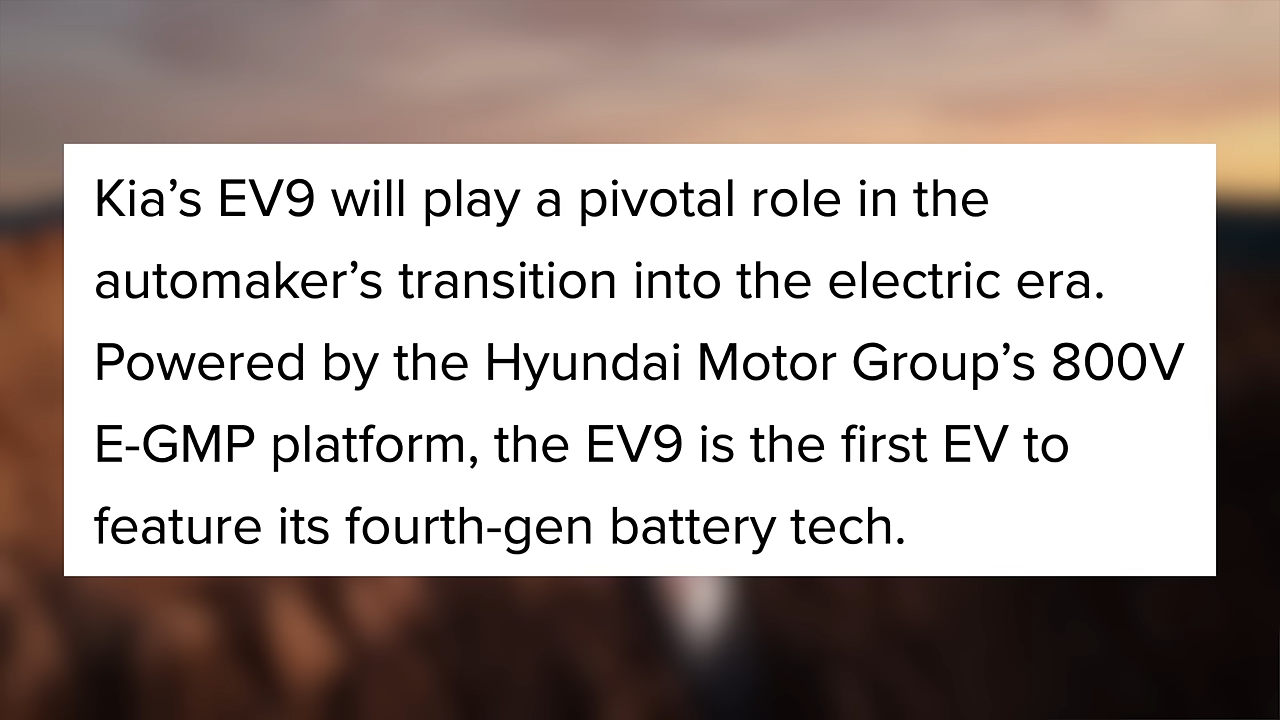 Kia’s EV9 will play a pivotal role in the
automaker’s transition into the electric era.
Powered by the Hyundai Motor Group’s 800V
E-GMP platform, the EV9 is the first EV to
feature its fourth-gen battery tech.